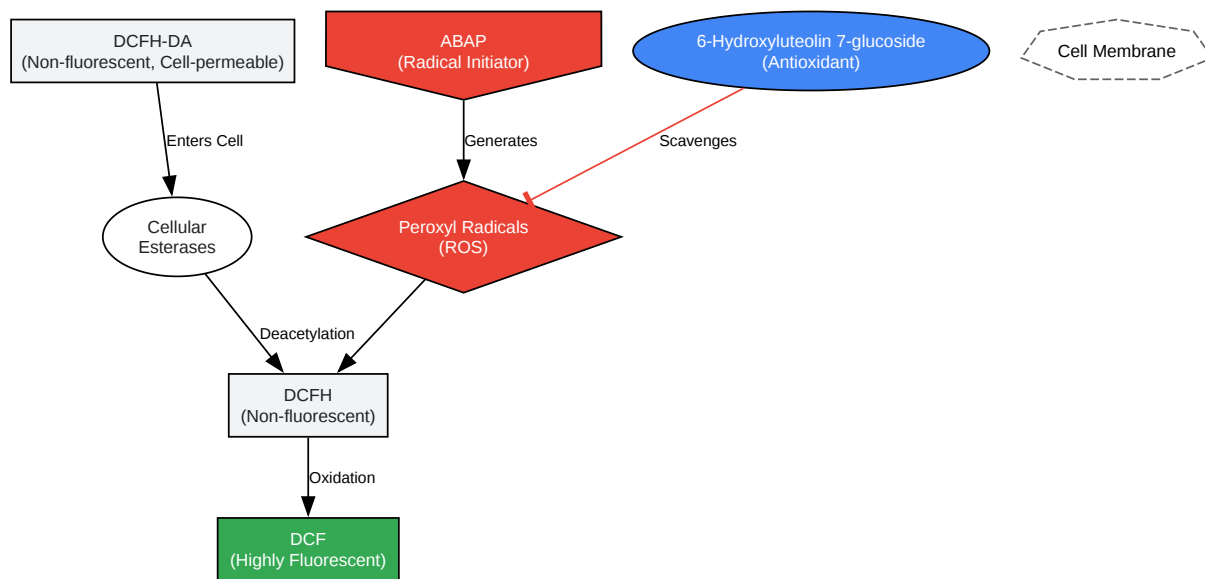 DCFH-DA
(Non-fluorescent, Cell-permeable)
ABAP
(Radical Initiator)
6-Hydroxyluteolin 7-glucoside
(Antioxidant)
Cell Membrane
Enters Cell
Generates
Scavenges
Cellular
Esterases
Peroxyl Radicals
(ROS)
Deacetylation
DCFH
(Non-fluorescent)
Oxidation
DCF
(Highly Fluorescent)